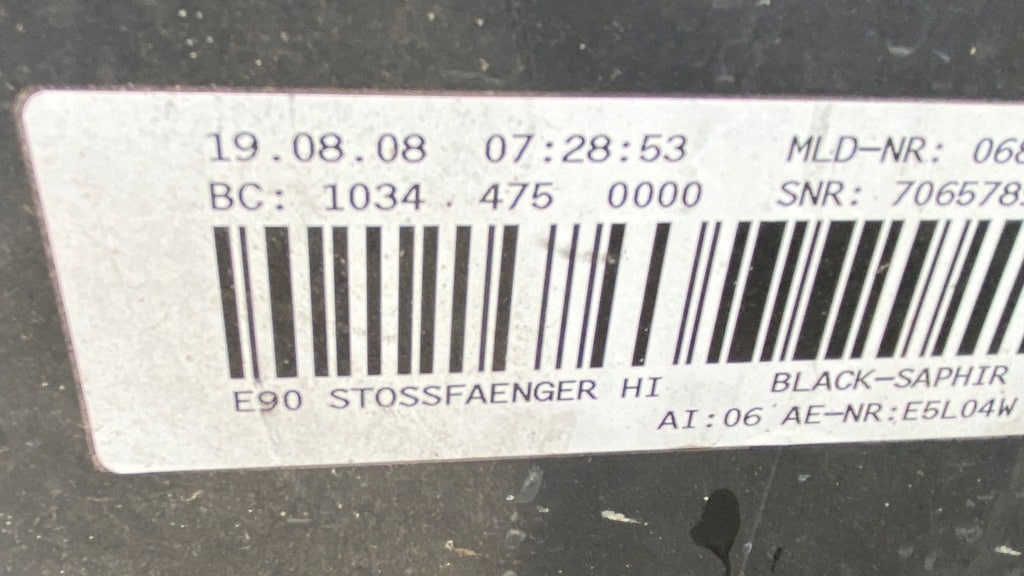 19.08.08 07:28:53 MLD-NR: 068
BC: 1034.475 0000 SNR: 706578
E90 STOSSFAENGER HI BLACK-SAPHIR
AI:06 AE-NR:E5L04W